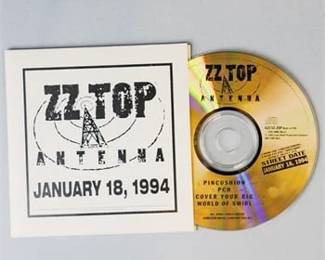 ZZ TOP
ANTENNA
JANUARY 18, 1994
ZZ TOP
ANTENNA
STREET DATE
JANUARY 18, 1994
PINCUSHION
PCH
COVER YOUR RIG
WORLD OF SWIRL